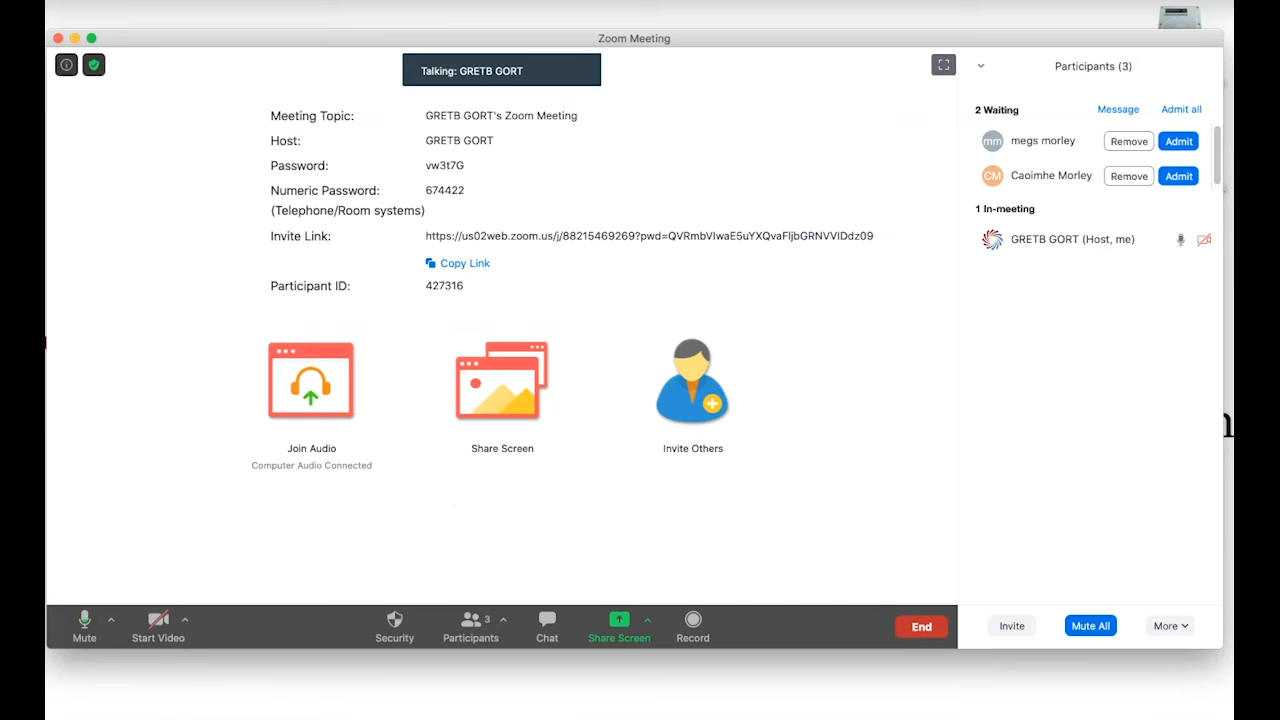 Zoom Meeting
Talking: GRETB GORT
Meeting Topic: GRETB GORT's Zoom Meeting
Host: GRETB GORT
Password: vw3t7G
Numeric Password: 674422
(Telephone/Room systems)
Invite Link: https://us02web.zoom.us/j/88215469269?pwd=QVRmbVIwaE5uYXQvaFljbGRNVVlDdz09
Copy Link
Participant ID: 427316
Join Audio
Computer Audio Connected
Share Screen
Invite Others
Participants (3)
2 Waiting Message Admit all
mm megs morley Remove Admit
CM Caoimhe Morley Remove Admit
1 In-meeting
GRETB GORT (Host, me)
Mute Start Video Security Participants 3 Chat Share Screen Record End
Invite Mute All More